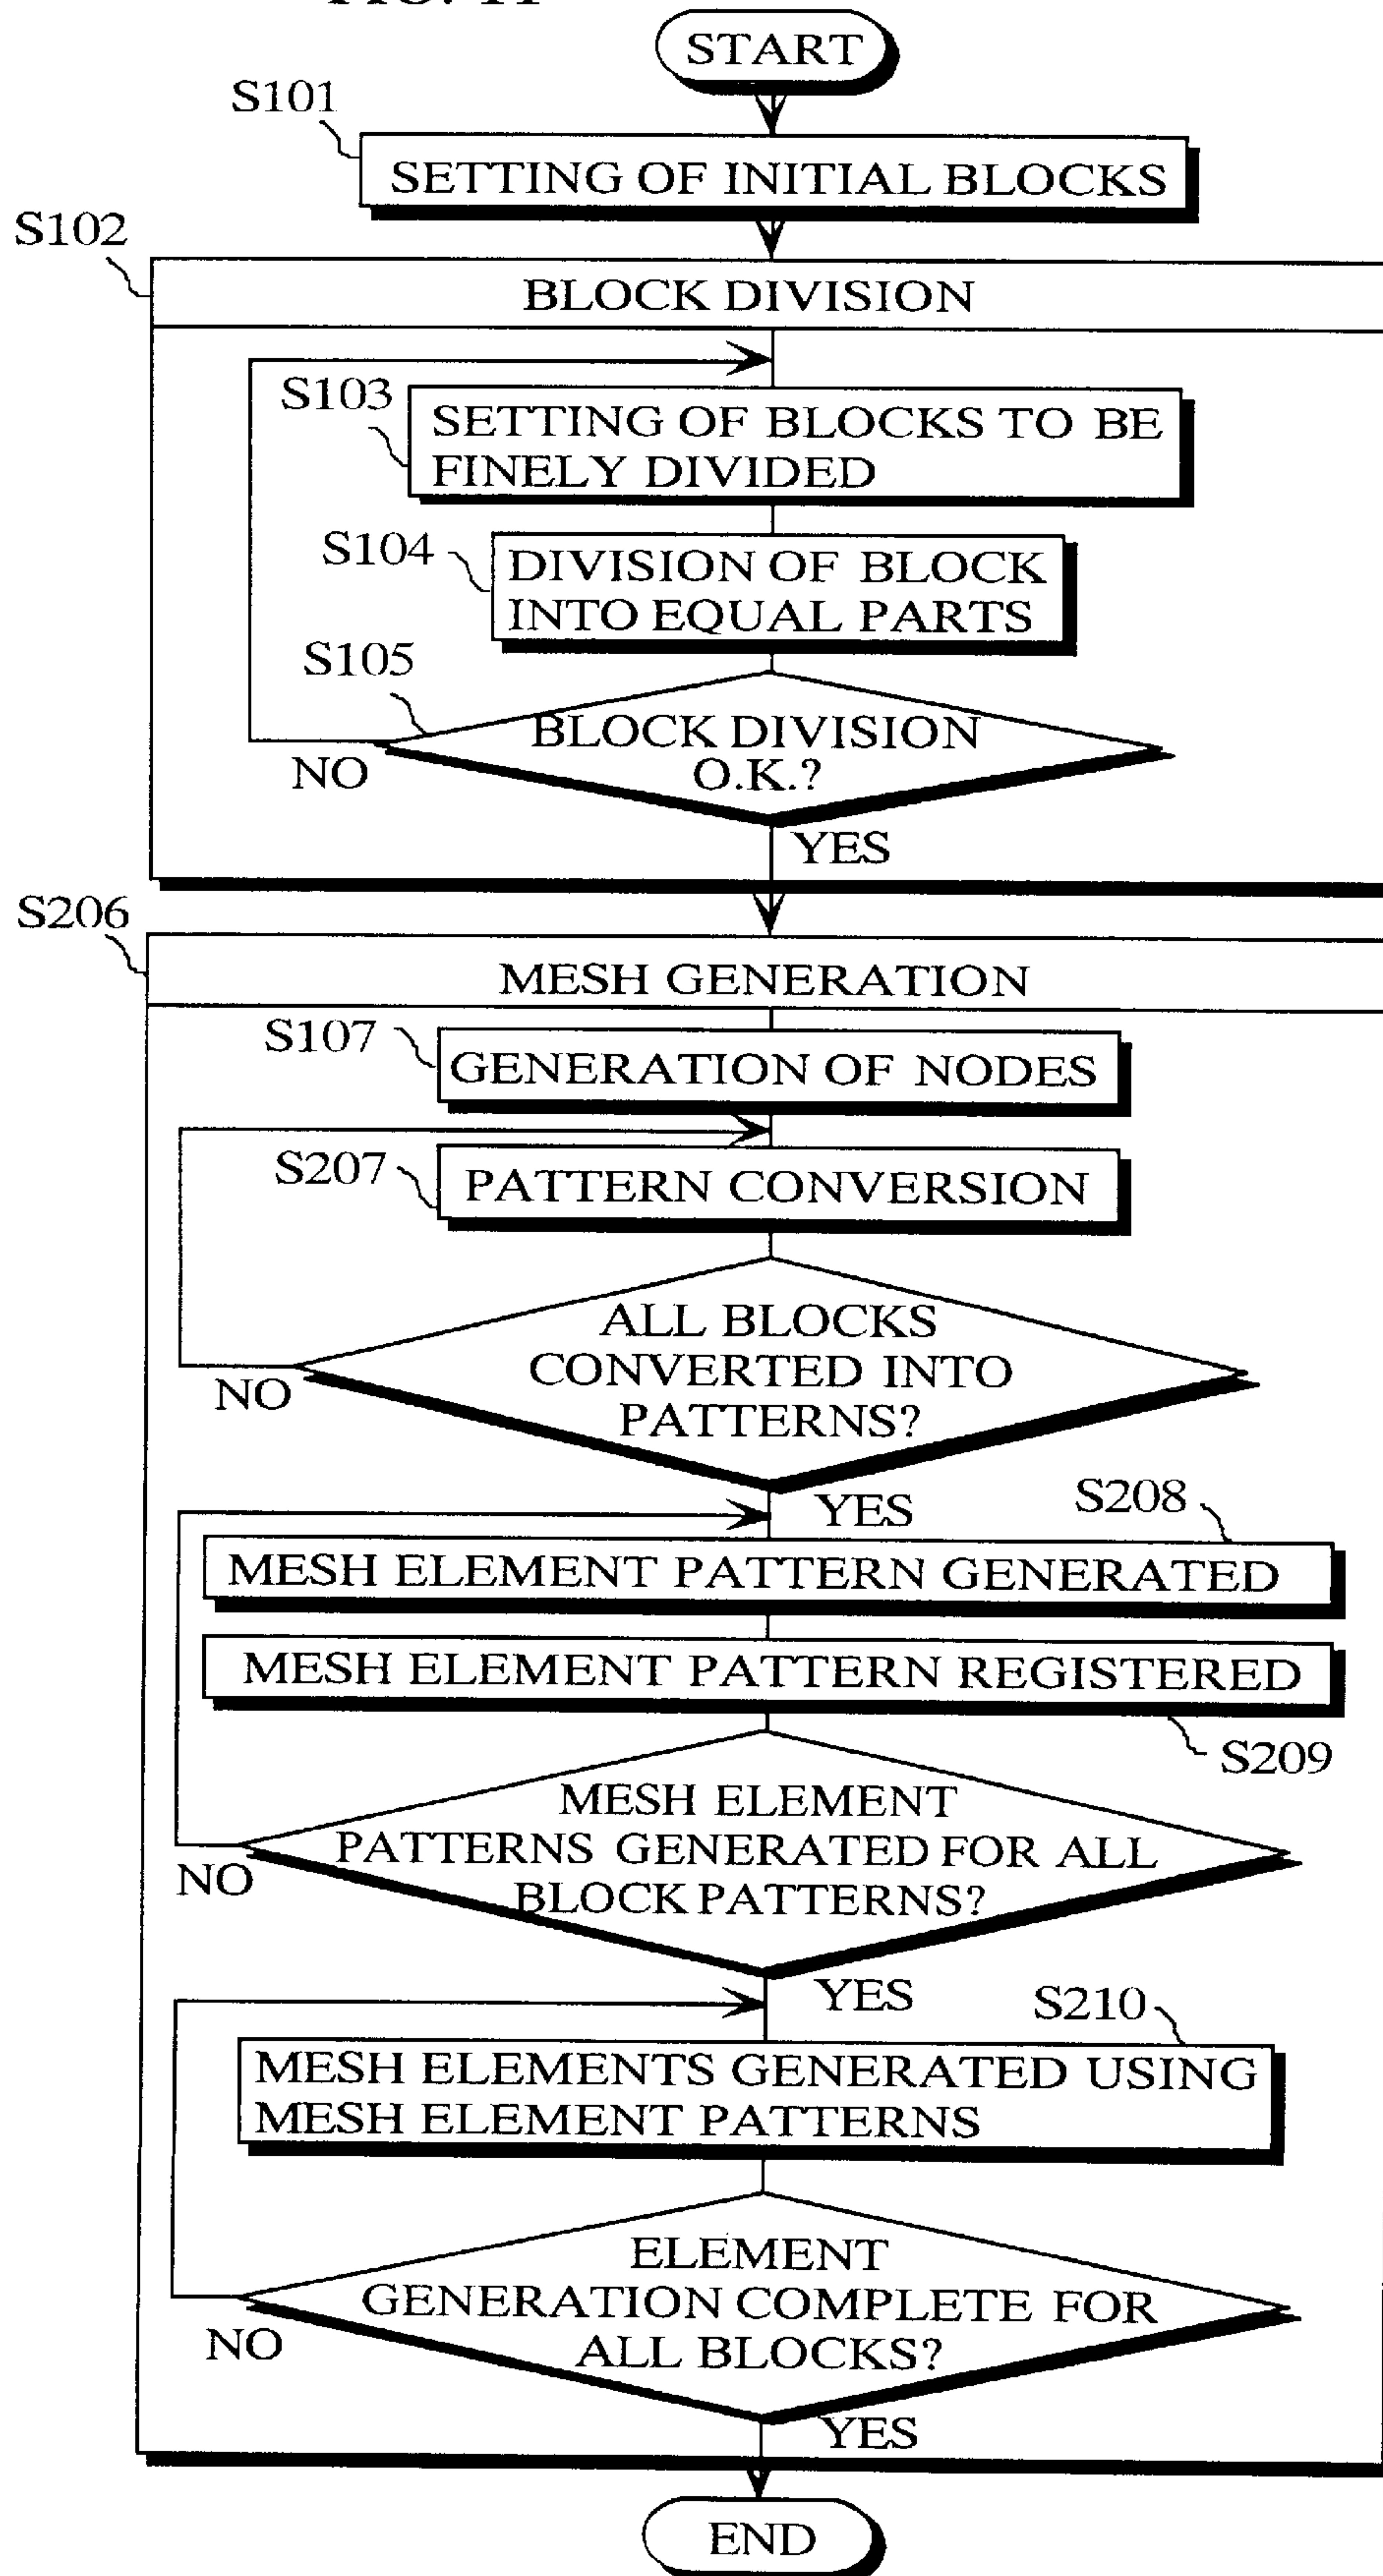 START
S101
SETTING OF INITIAL BLOCKS
S102
BLOCK DIVISION
S103
SETTING OF BLOCKS TO BE
FINELY DIVIDED
S104
DIVISION OF BLOCK
INTO EQUAL PARTS
S105
BLOCK DIVISION
O.K.?
NO
YES
S206
MESH GENERATION
S107
GENERATION OF NODES
S207
PATTERN CONVERSION
ALL BLOCKS
CONVERTED INTO
PATTERNS?
NO
YES
S208
MESH ELEMENT PATTERN GENERATED
MESH ELEMENT PATTERN REGISTERED
S209
MESH ELEMENT
PATTERNS GENERATED FOR ALL
BLOCK PATTERNS?
NO
YES
S210
MESH ELEMENTS GENERATED USING
MESH ELEMENT PATTERNS
ELEMENT
GENERATION COMPLETE FOR
ALL BLOCKS?
NO
YES
END